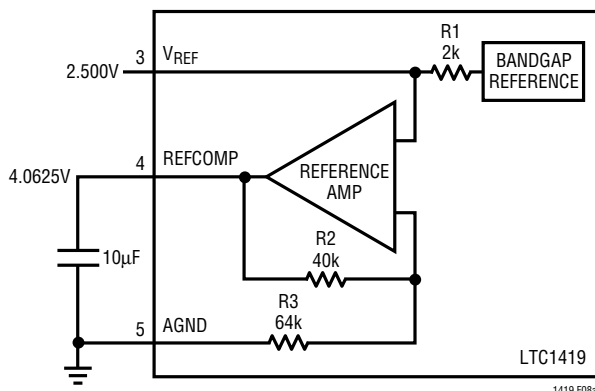 R1
2k
BANDGAP
REFERENCE
3
VREF
2.500V
4
REFCOMP
4.0625V
REFERENCE
AMP
R2
40k
10µF
R3
64k
5
AGND
LTC1419
1419 F08a